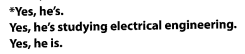 *Yes, he's.
Yes, he's studying electrical engineering.
Yes, he is.